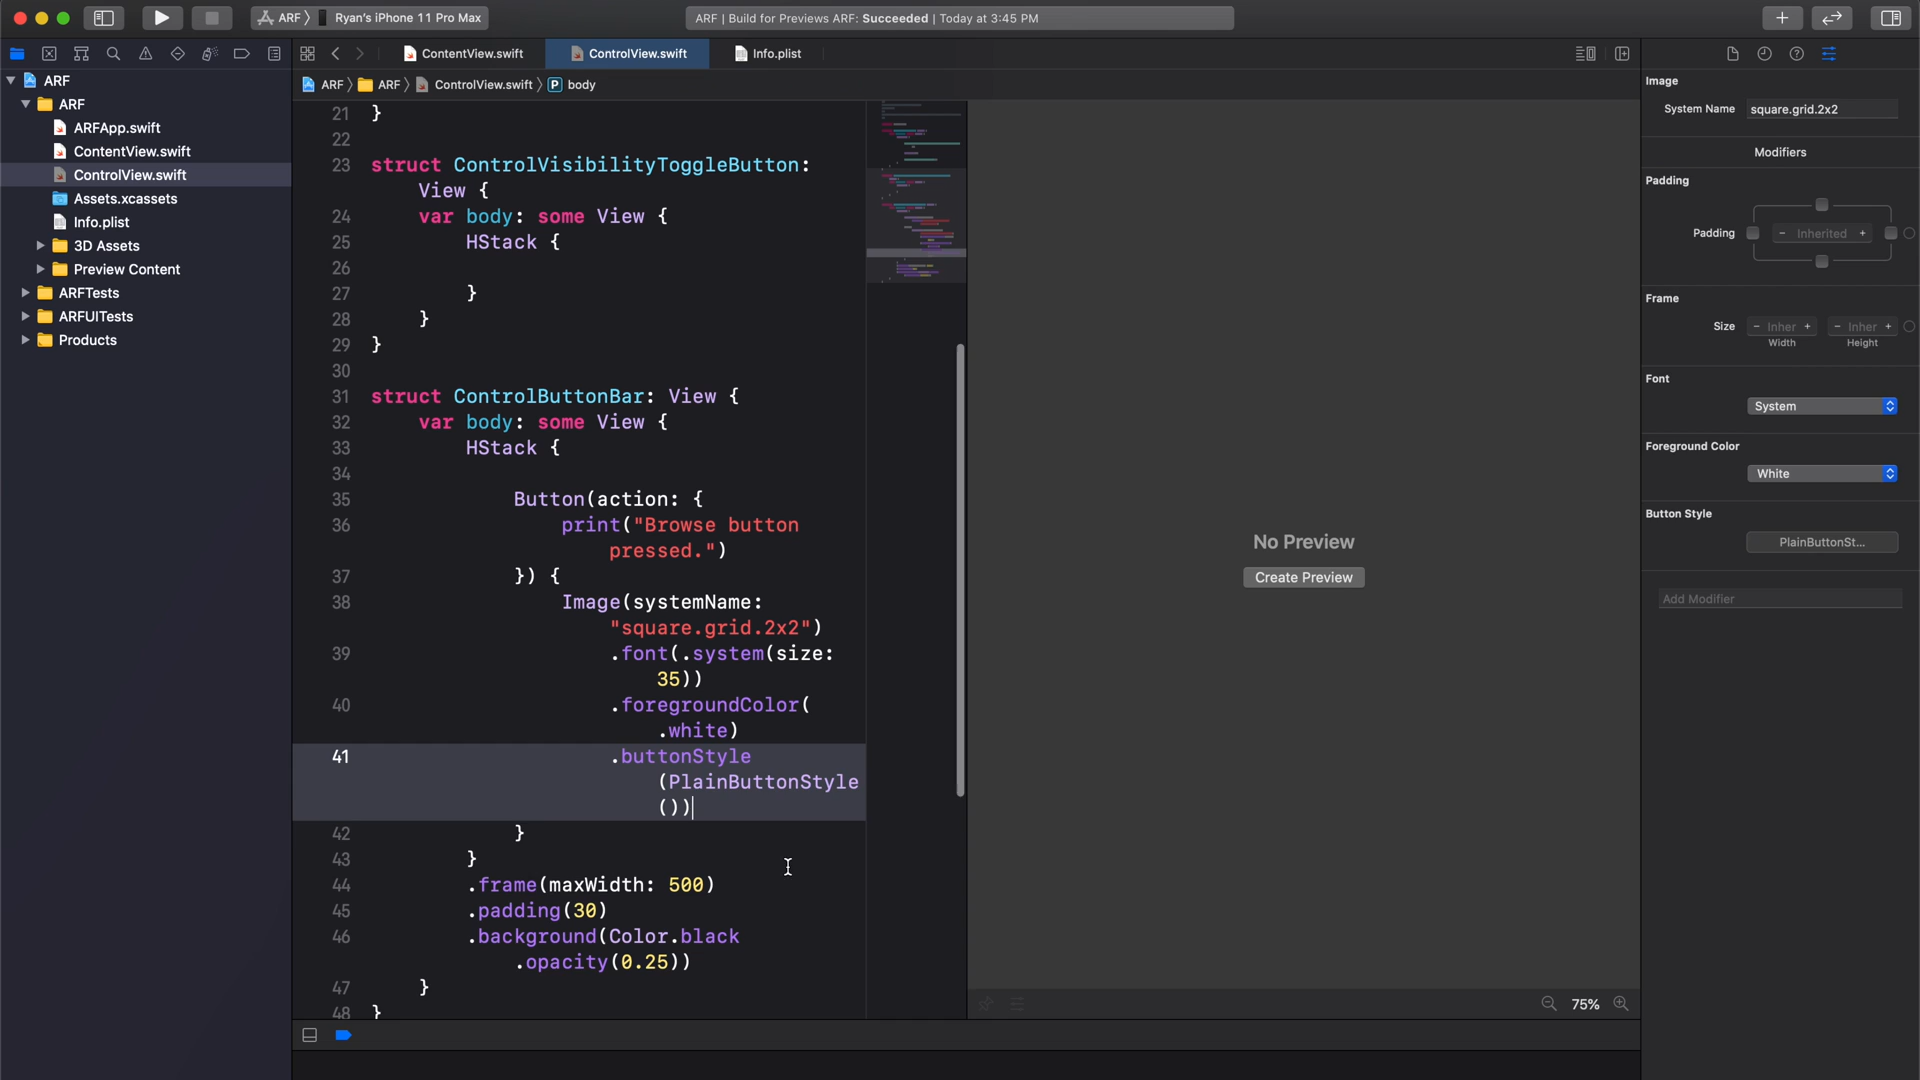 ARF
Ryan's iPhone 11 Pro Max
ARF | Build for Previews ARF: Succeeded | Today at 3:45 PM
ContentView.swift
ControlView.swift
Info.plist
ARF
ARF
ControlView.swift
P
body
ARF
ARF
ARFApp.swift
ContentView.swift
ControlView.swift
Assets.xcassets
Info.plist
3D Assets
Preview Content
ARFTests
ARFUITests
Products
21 }
22
23 struct ControlVisibilityToggleButton:
View {
24 var body: some View {
25 HStack {
26
27 }
28 }
29 }
30
31 struct ControlButtonBar: View {
32 var body: some View {
33 HStack {
34
35 Button(action: {
36 print("Browse button
pressed.")
37 }) {
38 Image(systemName:
"square.grid.2x2")
39 .font(.system(size:
35))
40 .foregroundColor(
.white)
41 .buttonStyle
(PlainButtonStyle
())
42 }
43 }
44 .frame(maxWidth: 500)
45 .padding(30)
46 .background(Color.black
.opacity(0.25))
47 }
48 }
No Preview
Create Preview
75%
Image
System Name square.grid.2x2
Modifiers
Padding
Padding − Inherited +
Frame
Size − Inher + − Inher +
Width Height
Font
System
Foreground Color
White
Button Style
PlainButtonSt...
Add Modifier